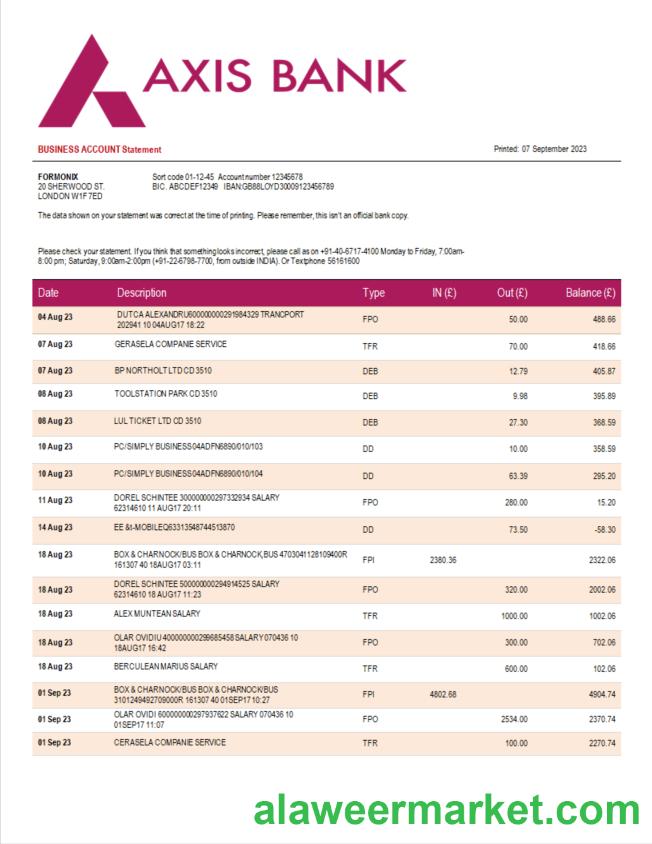 AXIS BANK
BUSINESS ACCOUNT Statement
Printed: 07 September 2023
FORMONIX
20 SHERWOOD ST.
LONDON W1F 7ED
Sort code 01-12-45 Account number 12345678
BIC. ABCDEF12349 IBAN:GB88LOYD30009123456789
The data shown on your statement was correct at the time of printing. Please remember, this isn't an official bank copy.
Please check your statement. If you think that something looks incorrect, please call as on +91-40-6717-4100 Monday to Friday, 7:00am-
8:00 pm; Saturday, 9:00am-2:00pm (+91-22-6798-7700, from outside INDIA). Or Textphone 56161600
Date Description Type IN (£) Out (£) Balance (£)
04 Aug 23 DUTCA ALEXANDRU600000000291984329 TRANCPORT FPO 50.00 488.66
202941 10 04AUG17 18:22
07 Aug 23 GERASELA COMPANIE SERVICE TFR 70.00 418.66
07 Aug 23 BP NORTHOLT LTD CD 3510 DEB 12.79 405.87
08 Aug 23 TOOLSTATION PARK CD 3510 DEB 9.98 395.89
08 Aug 23 LUL TICKET LTD CD 3510 DEB 27.30 368.59
10 Aug 23 PC/SIMPLY BUSINESS04ADFN6890/010/103 DD 10.00 358.59
10 Aug 23 PC/SIMPLY BUSINESS04ADFN6890/010/104 DD 63.39 295.20
11 Aug 23 DOREL SCHINTEE 300000000297332934 SALARY FPO 280.00 15.20
62314610 11 AUG17 20:11
14 Aug 23 EE &t-MOBILEQ63313548744513870 DD 73.50 -58.30
18 Aug 23 BOX & CHARNOCK/BUS BOX & CHARNOCK,BUS 4703041128109400R FPI 2380.36 2322.06
161307 40 18AUG17 03:11
18 Aug 23 DOREL SCHINTEE 500000000294914525 SALARY FPO 320.00 2002.06
62314610 18 AUG17 11:23
18 Aug 23 ALEX MUNTEAN SALARY TFR 1000.00 1002.06
18 Aug 23 OLAR OVIDIU 400000000299685458 SALARY 070436 10 FPO 300.00 702.06
18AUG17 16:42
18 Aug 23 BERCULEAN MARIUS SALARY TFR 600.00 102.06
01 Sep 23 BOX & CHARNOCK/BUS BOX & CHARNOCK/BUS FPI 4802.68 4904.74
3101249492709000R 161307 40 01SEP17 10:27
01 Sep 23 OLAR OVIDI 600000000297937622 SALARY 070436 10 FPO 2534.00 2370.74
01SEP17 11:07
01 Sep 23 CERASELA COMPANIE SERVICE TFR 100.00 2270.74
alaweermarket.com